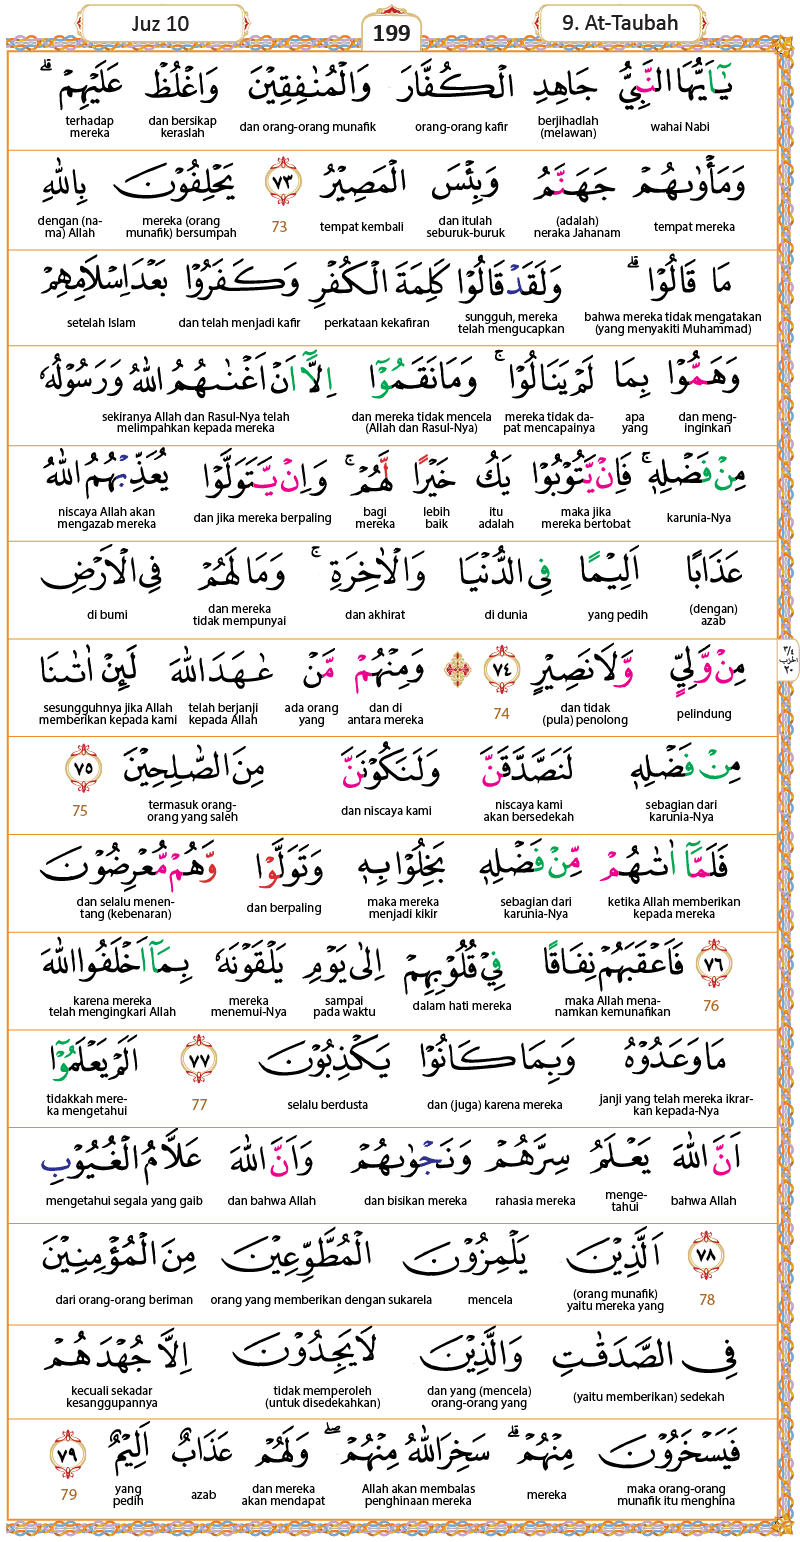 Juz 10
199
9. At-Taubah
يٰٓاَيُّهَا النَّبِيُّ جَاهِدِ الْكُفَّارَ وَالْمُنٰفِقِيْنَ وَاغْلُظْ عَلَيْهِمْ ۗ
wahai Nabi berjihadlah (melawan) orang-orang kafir dan orang-orang munafik dan bersikap keraslah terhadap mereka
وَمَأْوٰىهُمْ جَهَنَّمُ وَبِئْسَ الْمَصِيْرُ ٧٣ يَحْلِفُوْنَ بِاللّٰهِ
tempat mereka (adalah) neraka Jahanam dan itulah seburuk-buruk tempat kembali 73 mereka (orang munafik) bersumpah dengan (na-ma) Allah
مَا قَالُوْا ۗ وَلَقَدْ قَالُوْا كَلِمَةَ الْكُفْرِ وَكَفَرُوْا بَعْدَ اِسْلَامِهِمْ
bahwa mereka tidak mengatakan (yang menyakiti Muhammad) sungguh, mereka telah mengucapkan perkataan kekafiran dan telah menjadi kafir setelah Islam
وَهَمُّوْا بِمَا لَمْ يَنَالُوْا ۚ وَمَا نَقَمُوْٓا اِلَّآ اَنْ اَغْنٰىهُمُ اللّٰهُ وَرَسُوْلُهٗ
dan meng-inginkan apa yang mereka tidak da-pat mencapainya dan mereka tidak mencela (Allah dan Rasul-Nya) sekiranya Allah dan Rasul-Nya telah melimpahkan kepada mereka
مِنْ فَضْلِهٖ ۚ فَاِنْ يَّتُوْبُوْا يَكُ خَيْرًا لَّهُمْ ۚ وَاِنْ يَّتَوَلَّوْا يُعَذِّبْهُمُ اللّٰهُ
karunia-Nya maka jika mereka bertobat itu adalah lebih baik bagi mereka dan jika mereka berpaling niscaya Allah akan mengazab mereka
عَذَابًا اَلِيْمًا فِى الدُّنْيَا وَالْاٰخِرَةِ ۚ وَمَا لَهُمْ فِى الْاَرْضِ
(dengan) azab yang pedih di dunia dan akhirat dan mereka tidak mempunyai di bumi
مِنْ وَّلِيٍّ وَّلَا نَصِيْرٍ ٧٤ ۞ وَمِنْهُمْ مَّنْ عٰهَدَ اللّٰهَ لَىِٕنْ اٰتٰىنَا
pelindung dan tidak (pula) penolong 74 dan di antara mereka ada orang yang telah berjanji kepada Allah sesungguhnya jika Allah memberikan kepada kami
٣/٤ الحزب ٢٠
مِنْ فَضْلِهٖ لَنَصَّدَّقَنَّ وَلَنَكُوْنَنَّ مِنَ الصّٰلِحِيْنَ ٧٥
sebagian dari karunia-Nya niscaya kami akan bersedekah dan niscaya kami termasuk orang-orang yang saleh 75
فَلَمَّآ اٰتٰىهُمْ مِّنْ فَضْلِهٖ بَخِلُوْا بِهٖ وَتَوَلَّوْا وَّهُمْ مُّعْرِضُوْنَ
ketika Allah memberikan kepada mereka sebagian dari karunia-Nya maka mereka menjadi kikir dan berpaling dan selalu menen-tang (kebenaran)
٧٦ فَاَعْقَبَهُمْ نِفَاقًا فِيْ قُلُوْبِهِمْ اِلٰى يَوْمِ يَلْقَوْنَهٗ بِمَآ اَخْلَفُوا اللّٰهَ
76 maka Allah mena-namkan kemunafikan dalam hati mereka sampai pada waktu mereka menemui-Nya karena mereka telah mengingkari Allah
مَا وَعَدُوْهُ وَبِمَا كَانُوْا يَكْذِبُوْنَ ٧٧ اَلَمْ يَعْلَمُوْٓا
janji yang telah mereka ikrar-kan kepada-Nya dan (juga) karena mereka selalu berdusta 77 tidakkah mere-ka mengetahui
اَنَّ اللّٰهَ يَعْلَمُ سِرَّهُمْ وَنَجْوٰىهُمْ وَاَنَّ اللّٰهَ عَلَّامُ الْغُيُوْبِ
bahwa Allah menge-tahui rahasia mereka dan bisikan mereka dan bahwa Allah mengetahui segala yang gaib
٧٨ اَلَّذِيْنَ يَلْمِزُوْنَ الْمُطَّوِّعِيْنَ مِنَ الْمُؤْمِنِيْنَ
78 (orang munafik) yaitu mereka yang mencela orang yang memberikan dengan sukarela dari orang-orang beriman
فِى الصَّدَقٰتِ وَالَّذِيْنَ لَا يَجِدُوْنَ اِلَّا جُهْدَهُمْ
(yaitu memberikan) sedekah dan yang (mencela) orang-orang yang tidak memperoleh (untuk disedekahkan) kecuali sekadar kesanggupannya
فَيَسْخَرُوْنَ مِنْهُمْ ۗ سَخِرَ اللّٰهُ مِنْهُمْ ۖ وَلَهُمْ عَذَابٌ اَلِيْمٌ ٧٩
maka orang-orang munafik itu menghina mereka Allah akan membalas penghinaan mereka dan mereka akan mendapat azab yang pedih 79